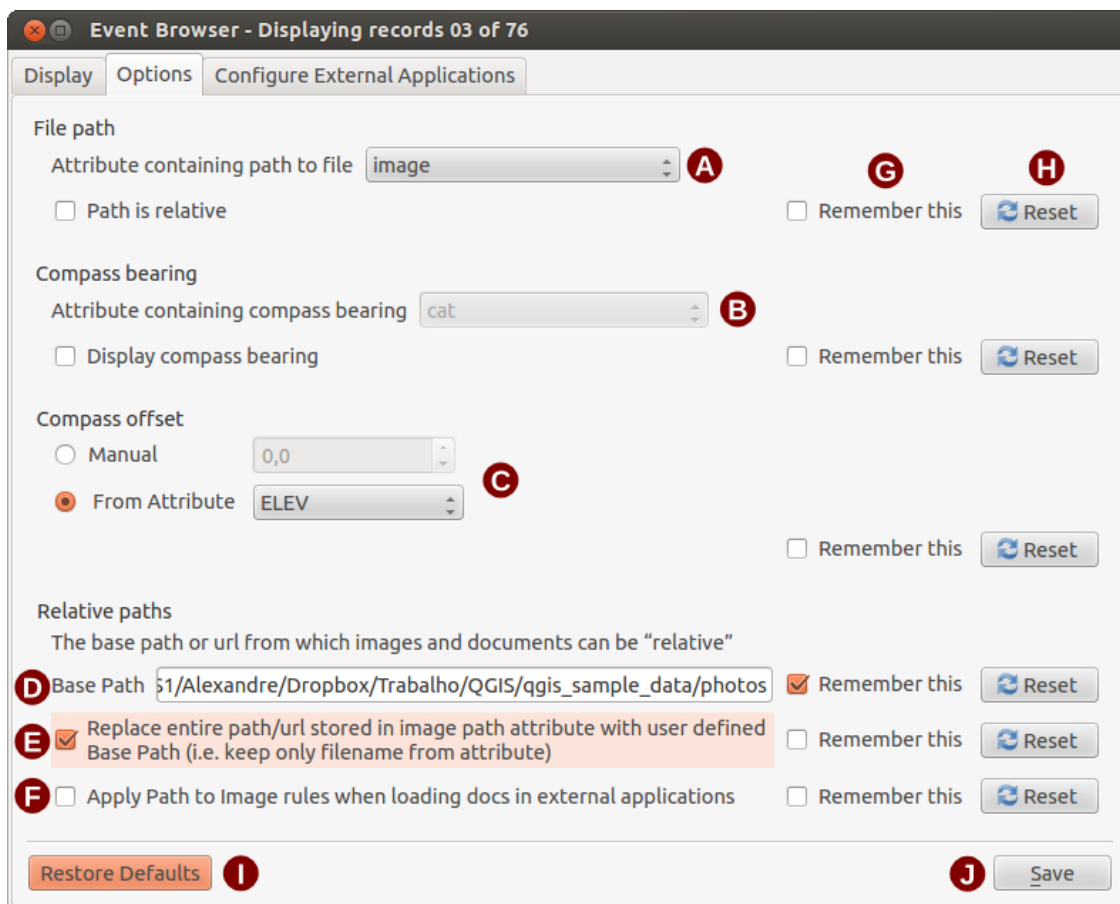 Event Browser - Displaying records 03 of 76
Display Options Configure External Applications
File path
Attribute containing path to file image A G H
Path is relative Remember this Reset
Compass bearing
Attribute containing compass bearing cat B
Display compass bearing Remember this Reset
Compass offset
Manual 0,0
C
From Attribute ELEV
Remember this Reset
Relative paths
The base path or url from which images and documents can be “relative”
D Base Path S1/Alexandre/Dropbox/Trabalho/QGIS/qgis_sample_data/photos Remember this Reset
E Replace entire path/url stored in image path attribute with user defined
Base Path (i.e. keep only filename from attribute) Remember this Reset
F Apply Path to Image rules when loading docs in external applications Remember this Reset
Restore Defaults I J Save